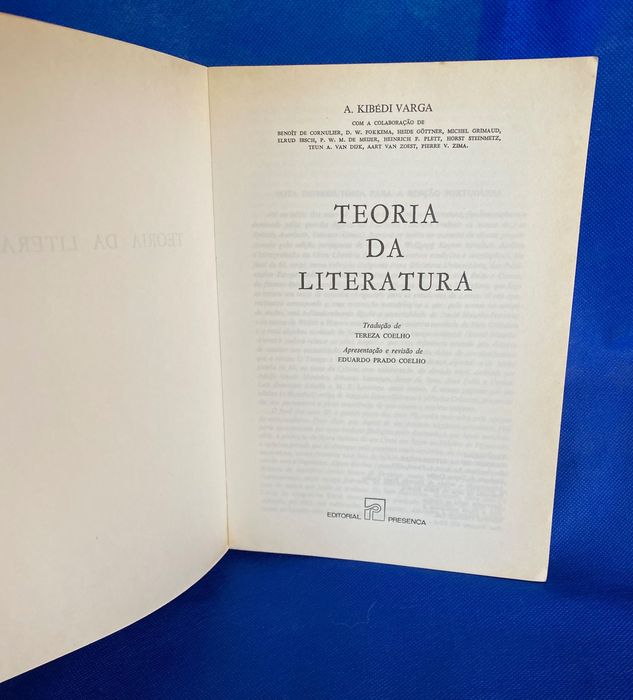 A. KIBÉDI VARGA
COM A COLABORAÇÃO DE
BENOÎT DE CORNULIER, D. W. FOKKEMA, HEIDE GÖTTNER, MICHEL GRIMAUD,
ELRUD IBSCH, P. W. M. DE MEIJER, HEINRICH F. PLETT, HORST STEINMETZ,
TEUN A. VAN DIJK, AART VAN ZOEST, PIERRE V. ZIMA.
TEORIA
DA
LITERATURA
Tradução de
TEREZA COELHO
Apresentação e revisão de
EDUARDO PRADO COELHO
EDITORIAL PRESENÇA